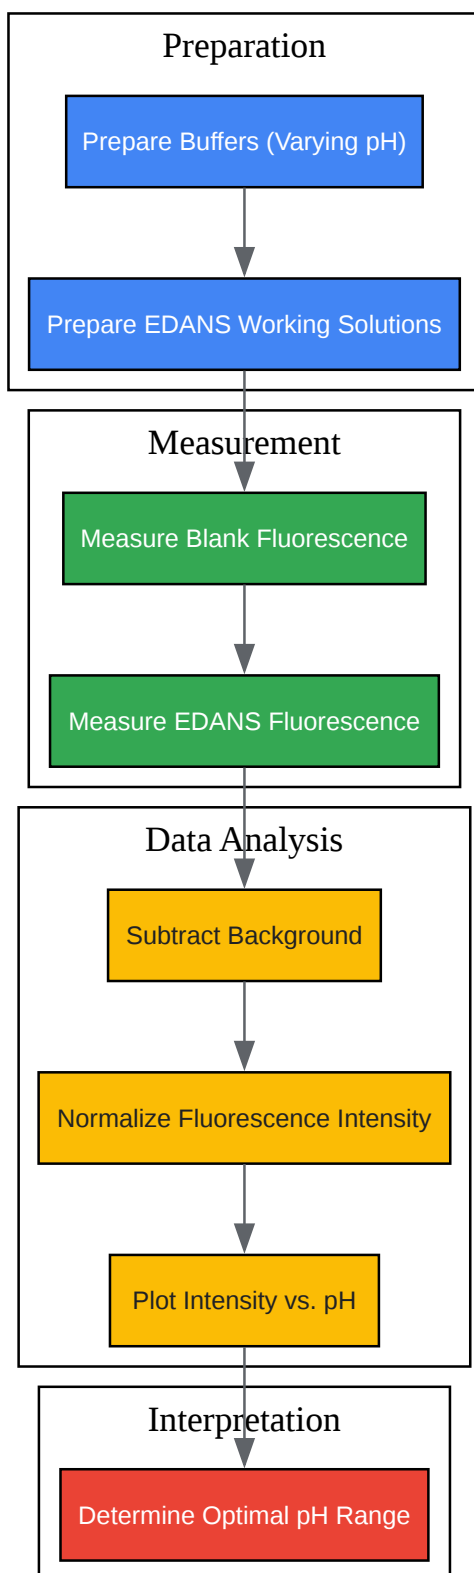 Preparation
Prepare Buffers (Varying pH)
Prepare EDANS Working Solutions
Measurement
Measure Blank Fluorescence
Measure EDANS Fluorescence
Data Analysis
Subtract Background
Normalize Fluorescence Intensity
Plot Intensity vs. pH
Interpretation
Determine Optimal pH Range